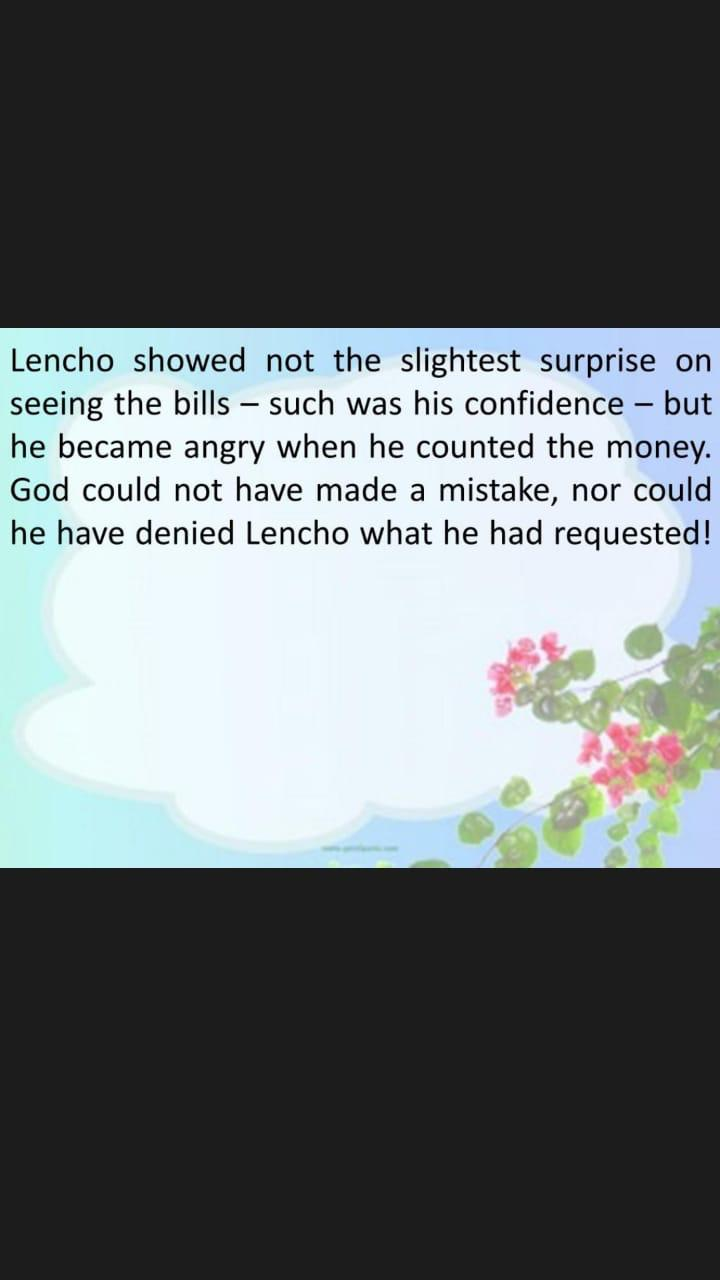 Lencho showed not the slightest surprise on
seeing the bills – such was his confidence – but
he became angry when he counted the money.
God could not have made a mistake, nor could
he have denied Lencho what he had requested!